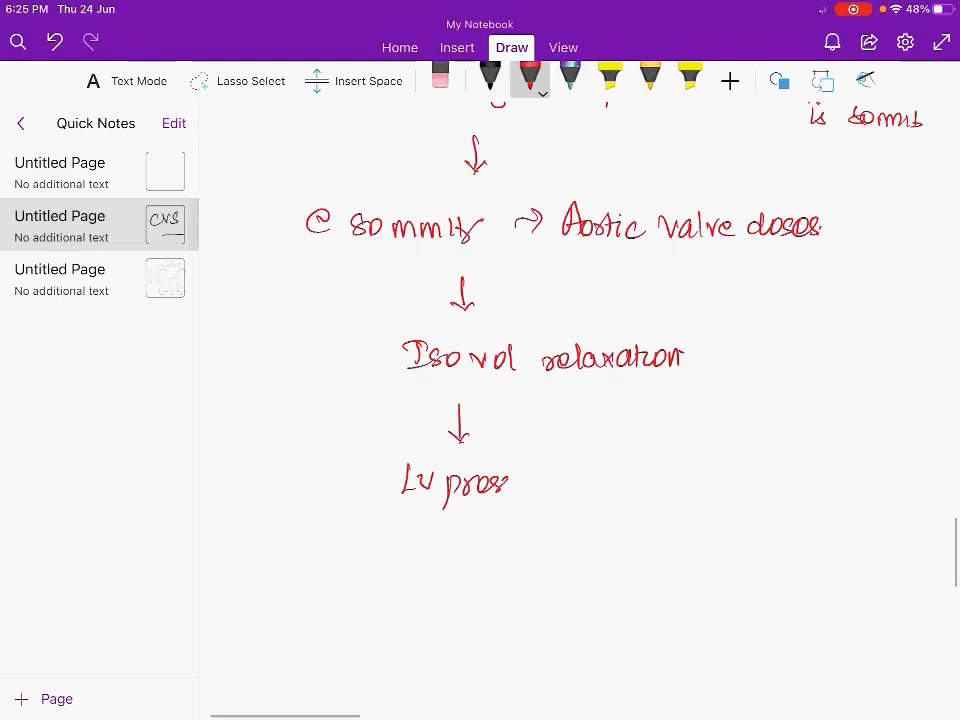 6:25 PM Thu 24 Jun
48%
My Notebook
Home Insert Draw View
Text Mode Lasso Select Insert Space
Quick Notes Edit
Untitled Page
No additional text
Untitled Page
No additional text
CVS
Untitled Page
No additional text
is 80mmHg
@ 80mmHg → Aortic valve closes
↓
Iso vol relaxation
↓
LV press
+ Page